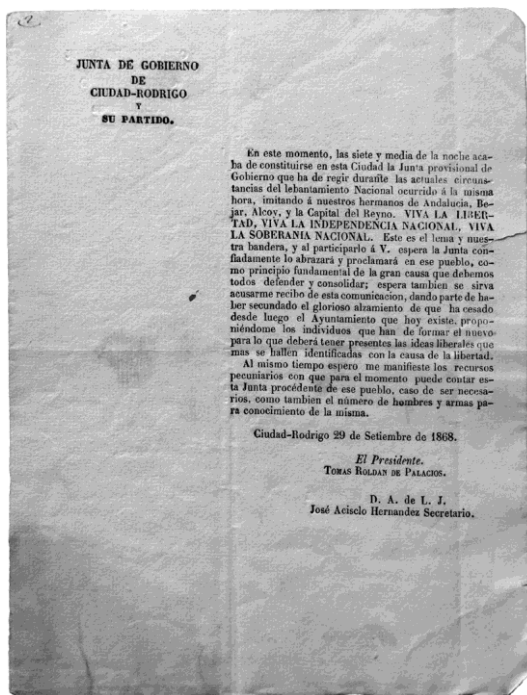 JUNTA DE GOBIERNO
DE
CIUDAD-RODRIGO
Y
SU PARTIDO.
En este momento, las siete y media de la noche aca-
ba de constituirse en esta Ciudad la Junta provisional de
Gobierno que ha de regir durante las actuales circuns-
tancias del lebantamiento Nacional ocurrido á la misma
hora, imitando á nuestros hermanos de Andalucia, Be-
jar, Alcoy, y la Capital del Reyno. VIVA LA LIBER-
TAD, VIVA LA INDEPENDENCIA NACIONAL, VIVA
LA SOBERANIA NACIONAL. Este es el lema y nues-
tra bandera, y al participarlo á V. espera la Junta con-
fiadamente lo abrazará y proclamará en ese pueblo, co-
mo principio fundamental de la gran causa que debemos
todos defender y consolidar; espera tambien se sirva
acusarme recibo de esta comunicacion, dando parte de ha-
ber secundado el glorioso alzamiento de que ha cesado
desde luego el Ayuntamiento que hoy existe, propo-
niéndome los individuos que han de formar el nuevo
para lo que deberá tener presentes las ideas liberales que
mas se hallen identificadas con la causa de la libertad.
Al mismo tiempo espero me manifieste los recursos
pecuniarios con que para el momento puede contar es-
ta Junta procédente de ese pueblo, caso de ser necesa-
rios, como tambien el número de hombres y armas pa-
ra conocimiento de la misma.
Ciudad-Rodrigo 29 de Setiembre de 1868.
El Presidente.
TOMAS ROLDAN DE PALACIOS.
D. A. de L. J.
José Acisclo Hernandez Secretario.